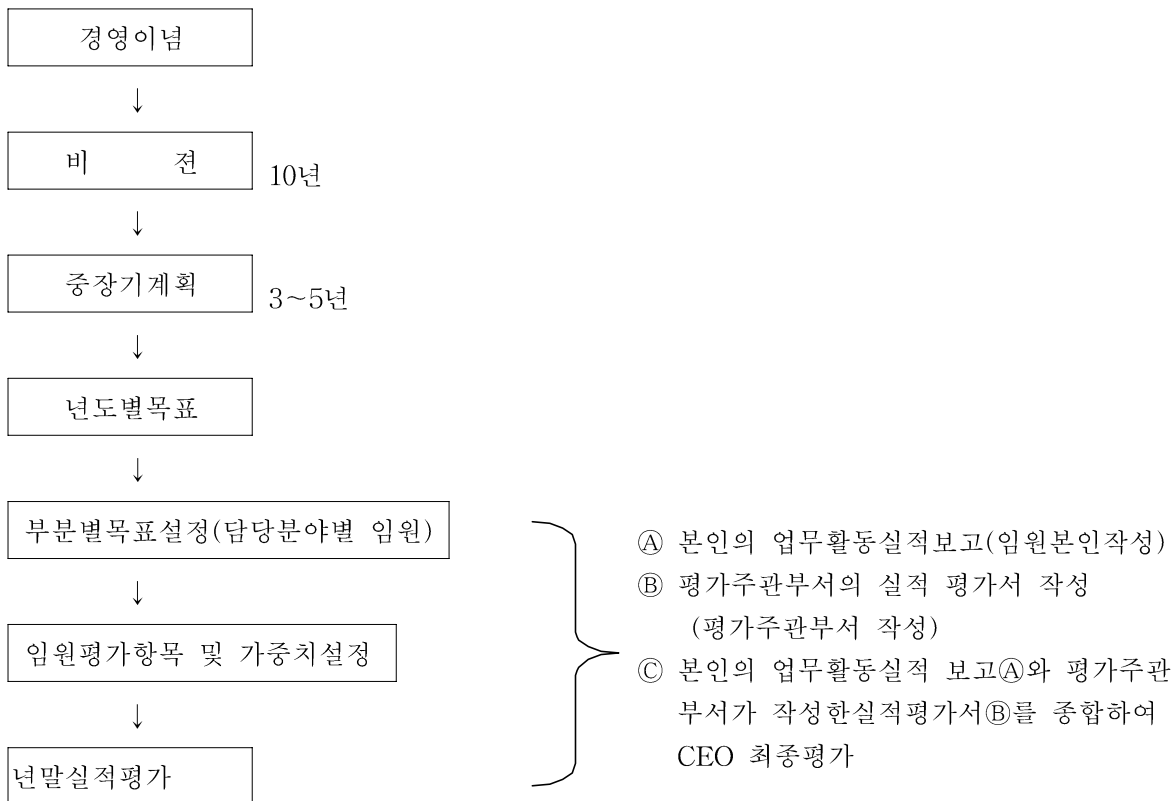 경영이념
↓
비 젼
10년
↓
중장기계획
3~5년
↓
년도별목표
↓
부분별목표설정(담당분야별 임원)
↓
임원평가항목 및 가중치설정
↓
년말실적평가
Ⓐ 본인의 업무활동실적보고(임원본인작성)
Ⓑ 평가주관부서의 실적 평가서 작성
(평가주관부서 작성)
Ⓒ 본인의 업무활동실적 보고Ⓐ와 평가주관
부서가 작성한실적평가서Ⓑ를 종합하여
CEO 최종평가